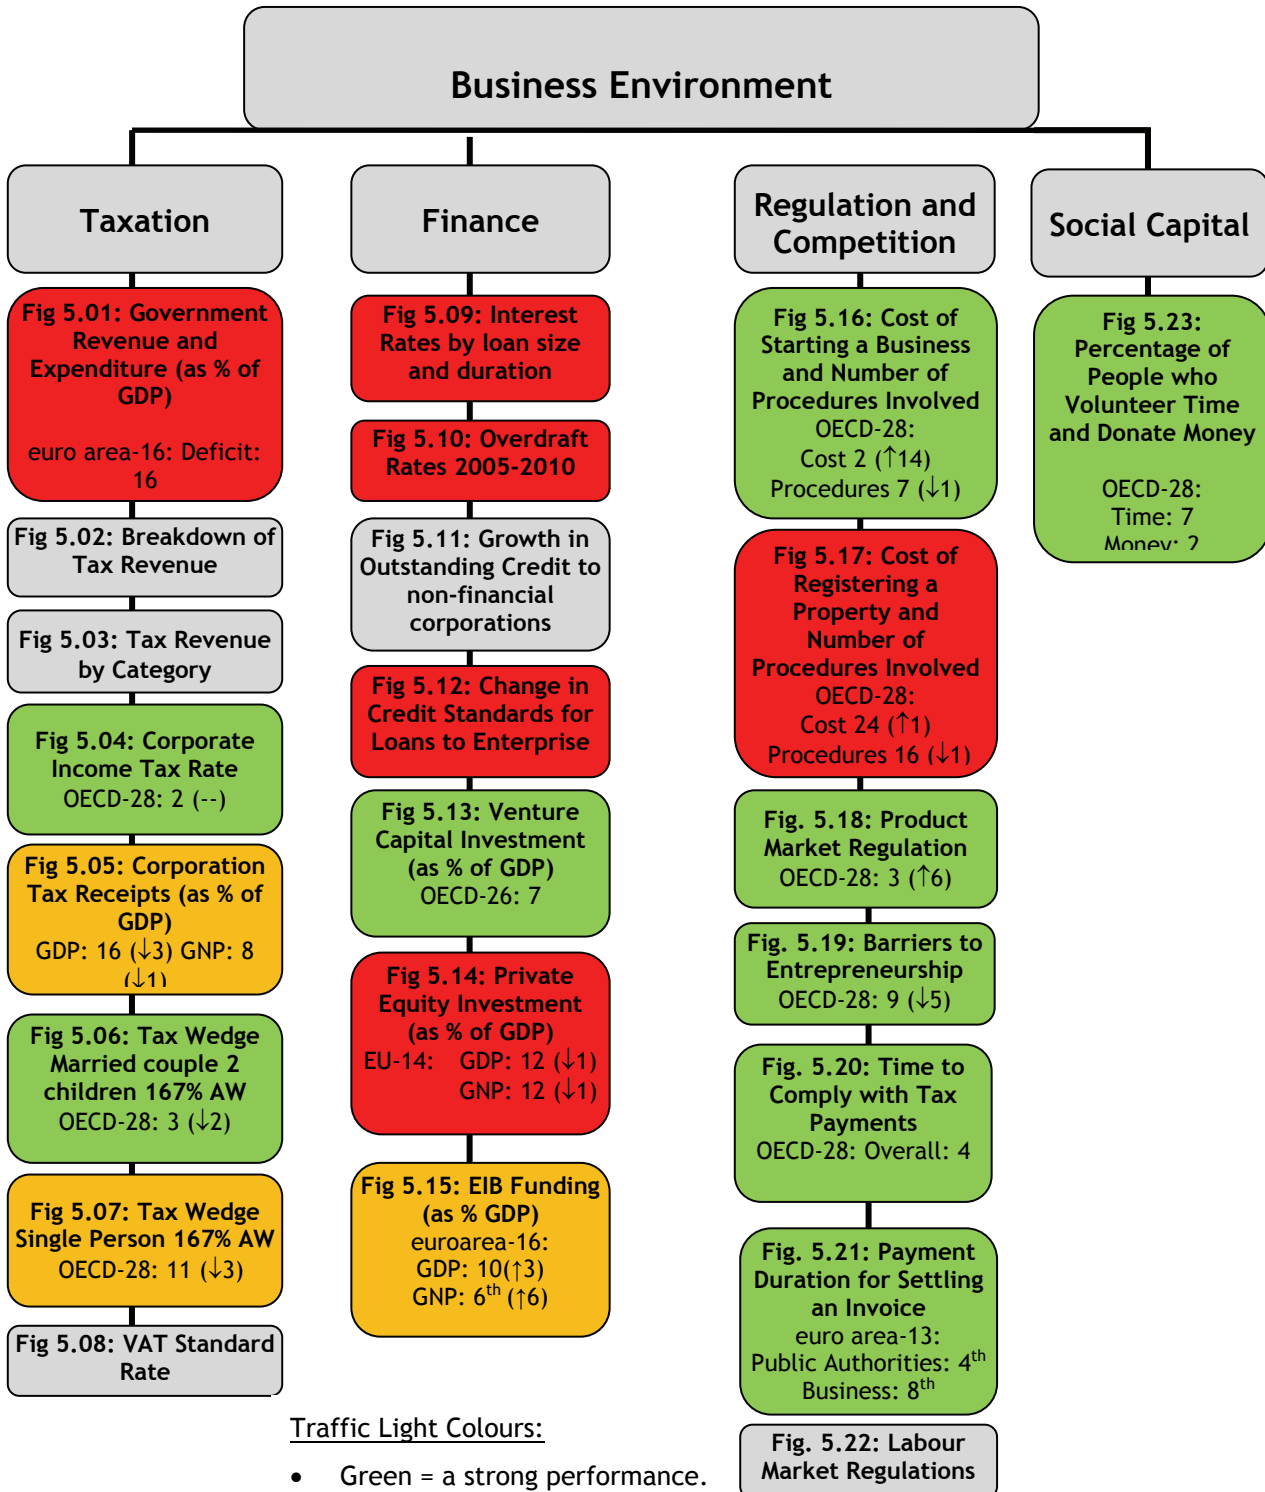 Business Environment
Taxation
Fig 5.01: Government
Revenue and
Expenditure (as % of
GDP)
euro area-16: Deficit:
16
Fig 5.02: Breakdown of
Tax Revenue
Fig 5.03: Tax Revenue
by Category
Fig 5.04: Corporate
Income Tax Rate
OECD-28: 2 (--)
Fig 5.05: Corporation
Tax Receipts (as % of
GDP)
GDP: 16 (↓3) GNP: 8
(↓1)
Fig 5.06: Tax Wedge
Married couple 2
children 167% AW
OECD-28: 3 (↓2)
Fig 5.07: Tax Wedge
Single Person 167% AW
OECD-28: 11 (↓3)
Fig 5.08: VAT Standard
Rate
Finance
Fig 5.09: Interest
Rates by loan size
and duration
Fig 5.10: Overdraft
Rates 2005-2010
Fig 5.11: Growth in
Outstanding Credit to
non-financial
corporations
Fig 5.12: Change in
Credit Standards for
Loans to Enterprise
Fig 5.13: Venture
Capital Investment
(as % of GDP)
OECD-26: 7
Fig 5.14: Private
Equity Investment
(as % of GDP)
EU-14: GDP: 12 (↓1)
GNP: 12 (↓1)
Fig 5.15: EIB Funding
(as % GDP)
euroarea-16:
GDP: 10(↑3)
GNP: 6th (↑6)
Regulation and
Competition
Fig 5.16: Cost of
Starting a Business
and Number of
Procedures Involved
OECD-28:
Cost 2 (↑14)
Procedures 7 (↓1)
Fig 5.17: Cost of
Registering a
Property and
Number of
Procedures Involved
OECD-28:
Cost 24 (↑1)
Procedures 16 (↓1)
Fig. 5.18: Product
Market Regulation
OECD-28: 3 (↑6)
Fig. 5.19: Barriers to
Entrepreneurship
OECD-28: 9 (↓5)
Fig. 5.20: Time to
Comply with Tax
Payments
OECD-28: Overall: 4
Fig. 5.21: Payment
Duration for Settling
an Invoice
euro area-13:
Public Authorities: 4th
Business: 8th
Fig. 5.22: Labour
Market Regulations
Social Capital
Fig 5.23:
Percentage of
People who
Volunteer Time
and Donate Money
OECD-28:
Time: 7
Money: 2
Traffic Light Colours:
• Green = a strong performance.